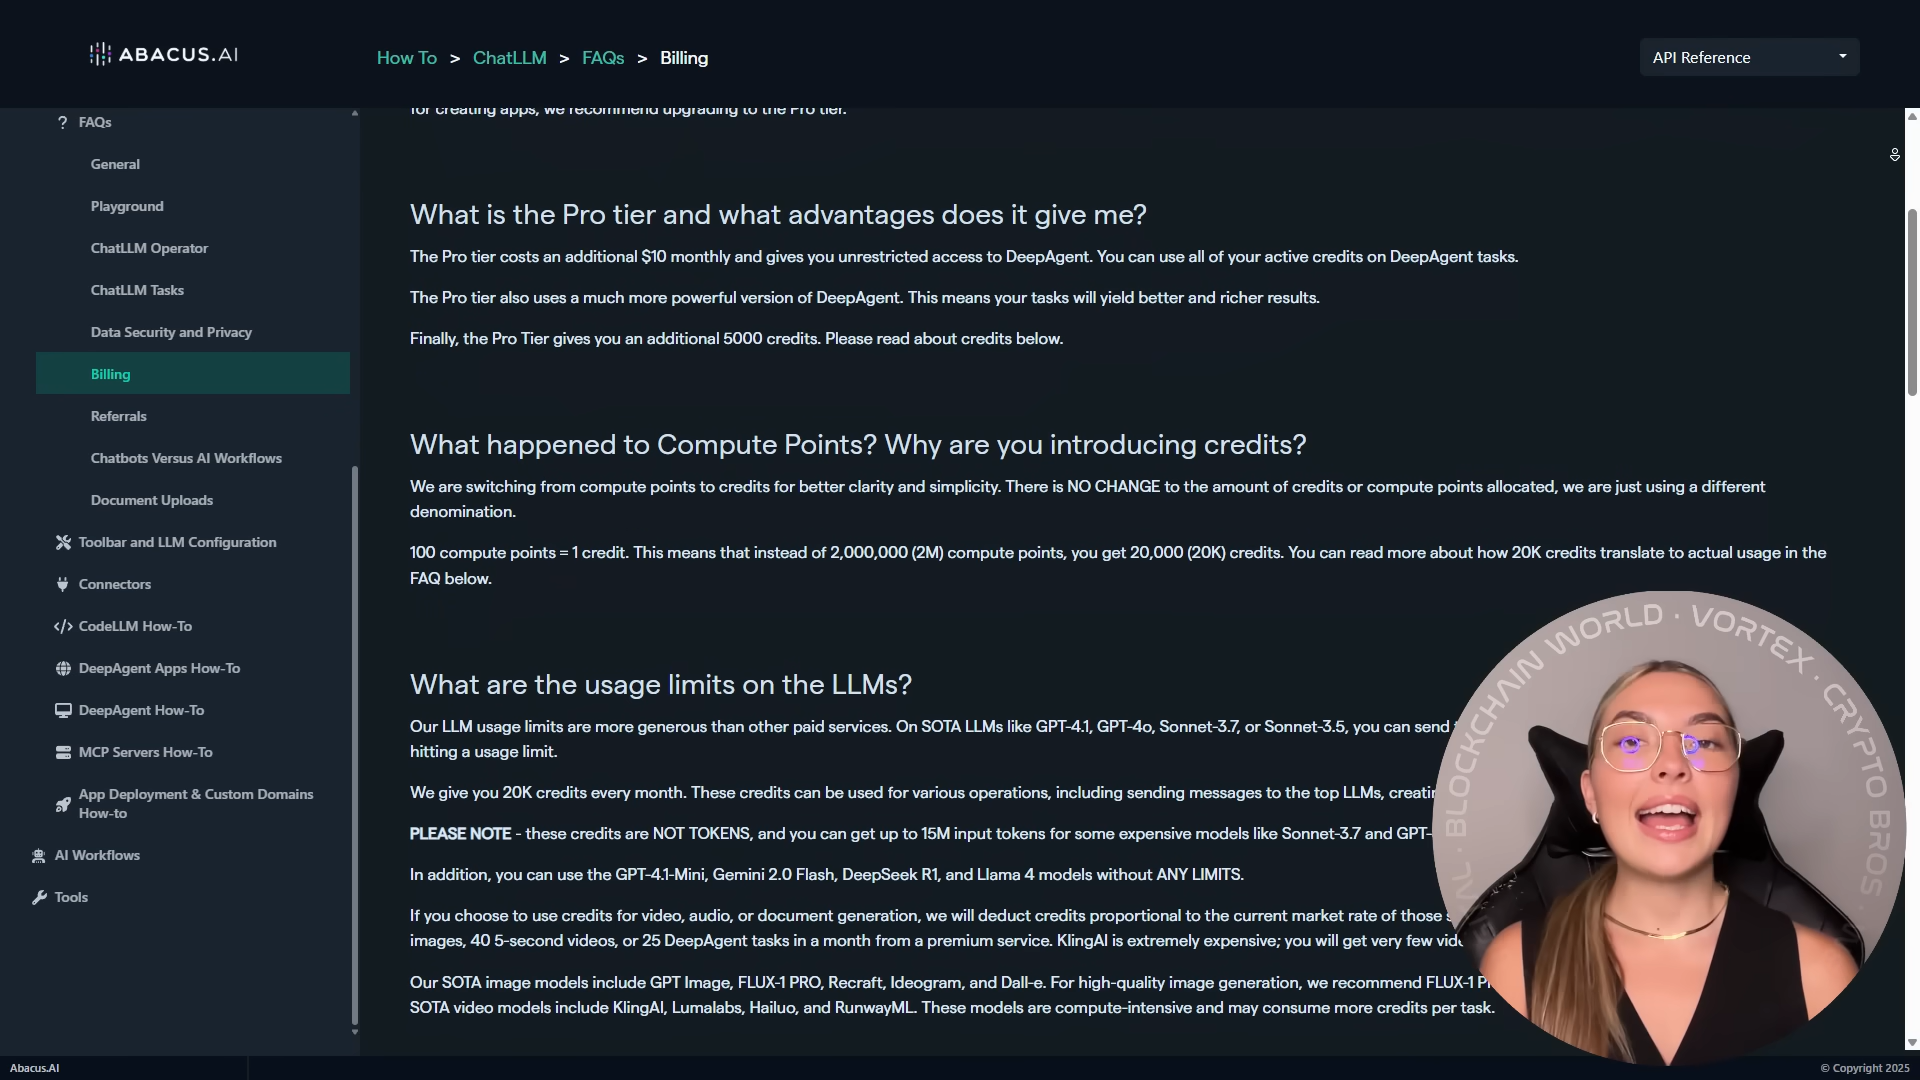 ABACUS.AI
How To > ChatLLM > FAQs > Billing
API Reference
? FAQs
General
Playground
ChatLLM Operator
ChatLLM Tasks
Data Security and Privacy
Billing
Referrals
Chatbots Versus AI Workflows
Document Uploads
Toolbar and LLM Configuration
Connectors
</> CodeLLM How-To
DeepAgent Apps How-To
DeepAgent How-To
MCP Servers How-To
App Deployment & Custom Domains
How-to
AI Workflows
Tools
for creating apps, we recommend upgrading to the Pro tier.
What is the Pro tier and what advantages does it give me?
The Pro tier costs an additional $10 monthly and gives you unrestricted access to DeepAgent. You can use all of your active credits on DeepAgent tasks.
The Pro tier also uses a much more powerful version of DeepAgent. This means your tasks will yield better and richer results.
Finally, the Pro Tier gives you an additional 5000 credits. Please read about credits below.
What happened to Compute Points? Why are you introducing credits?
We are switching from compute points to credits for better clarity and simplicity. There is NO CHANGE to the amount of credits or compute points allocated, we are just using a different
denomination.
100 compute points = 1 credit. This means that instead of 2,000,000 (2M) compute points, you get 20,000 (20K) credits. You can read more about how 20K credits translate to actual usage in the
FAQ below.
What are the usage limits on the LLMs?
Our LLM usage limits are more generous than other paid services. On SOTA LLMs like GPT-4.1, GPT-4o, Sonnet-3.7, or Sonnet-3.5, you can send
hitting a usage limit.
We give you 20K credits every month. These credits can be used for various operations, including sending messages to the top LLMs,
PLEASE NOTE - these credits are NOT TOKENS, and you can get up to 15M input tokens for some expensive models like Sonnet-3.7 and GPT-
In addition, you can use the GPT-4.1-Mini, Gemini 2.0 Flash, DeepSeek R1, and Llama 4 models without ANY LIMITS.
If you choose to use credits for video, audio, or document generation, we will deduct credits proportional to the current market rate of those
images, 40 5-second videos, or 25 DeepAgent tasks in a month from a premium service. KlingAI is extremely expensive; you will get very few
Our SOTA image models include GPT Image, FLUX-1 PRO, Recraft, Ideogram, and Dall-e. For high-quality image generation, we recommend FLUX-1
SOTA video models include KlingAI, Lumalabs, Hailuo, and RunwayML. These models are compute-intensive and may consume more credits per task.
BLOCKCHAIN WORLD · VORTEX · CRYPTO BROS ·
Abacus.AI
© Copyright 2025